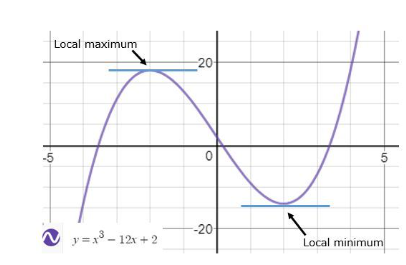 Local maximum
20
-5
0
5
-20
y = x³ − 12x + 2
Local minimum